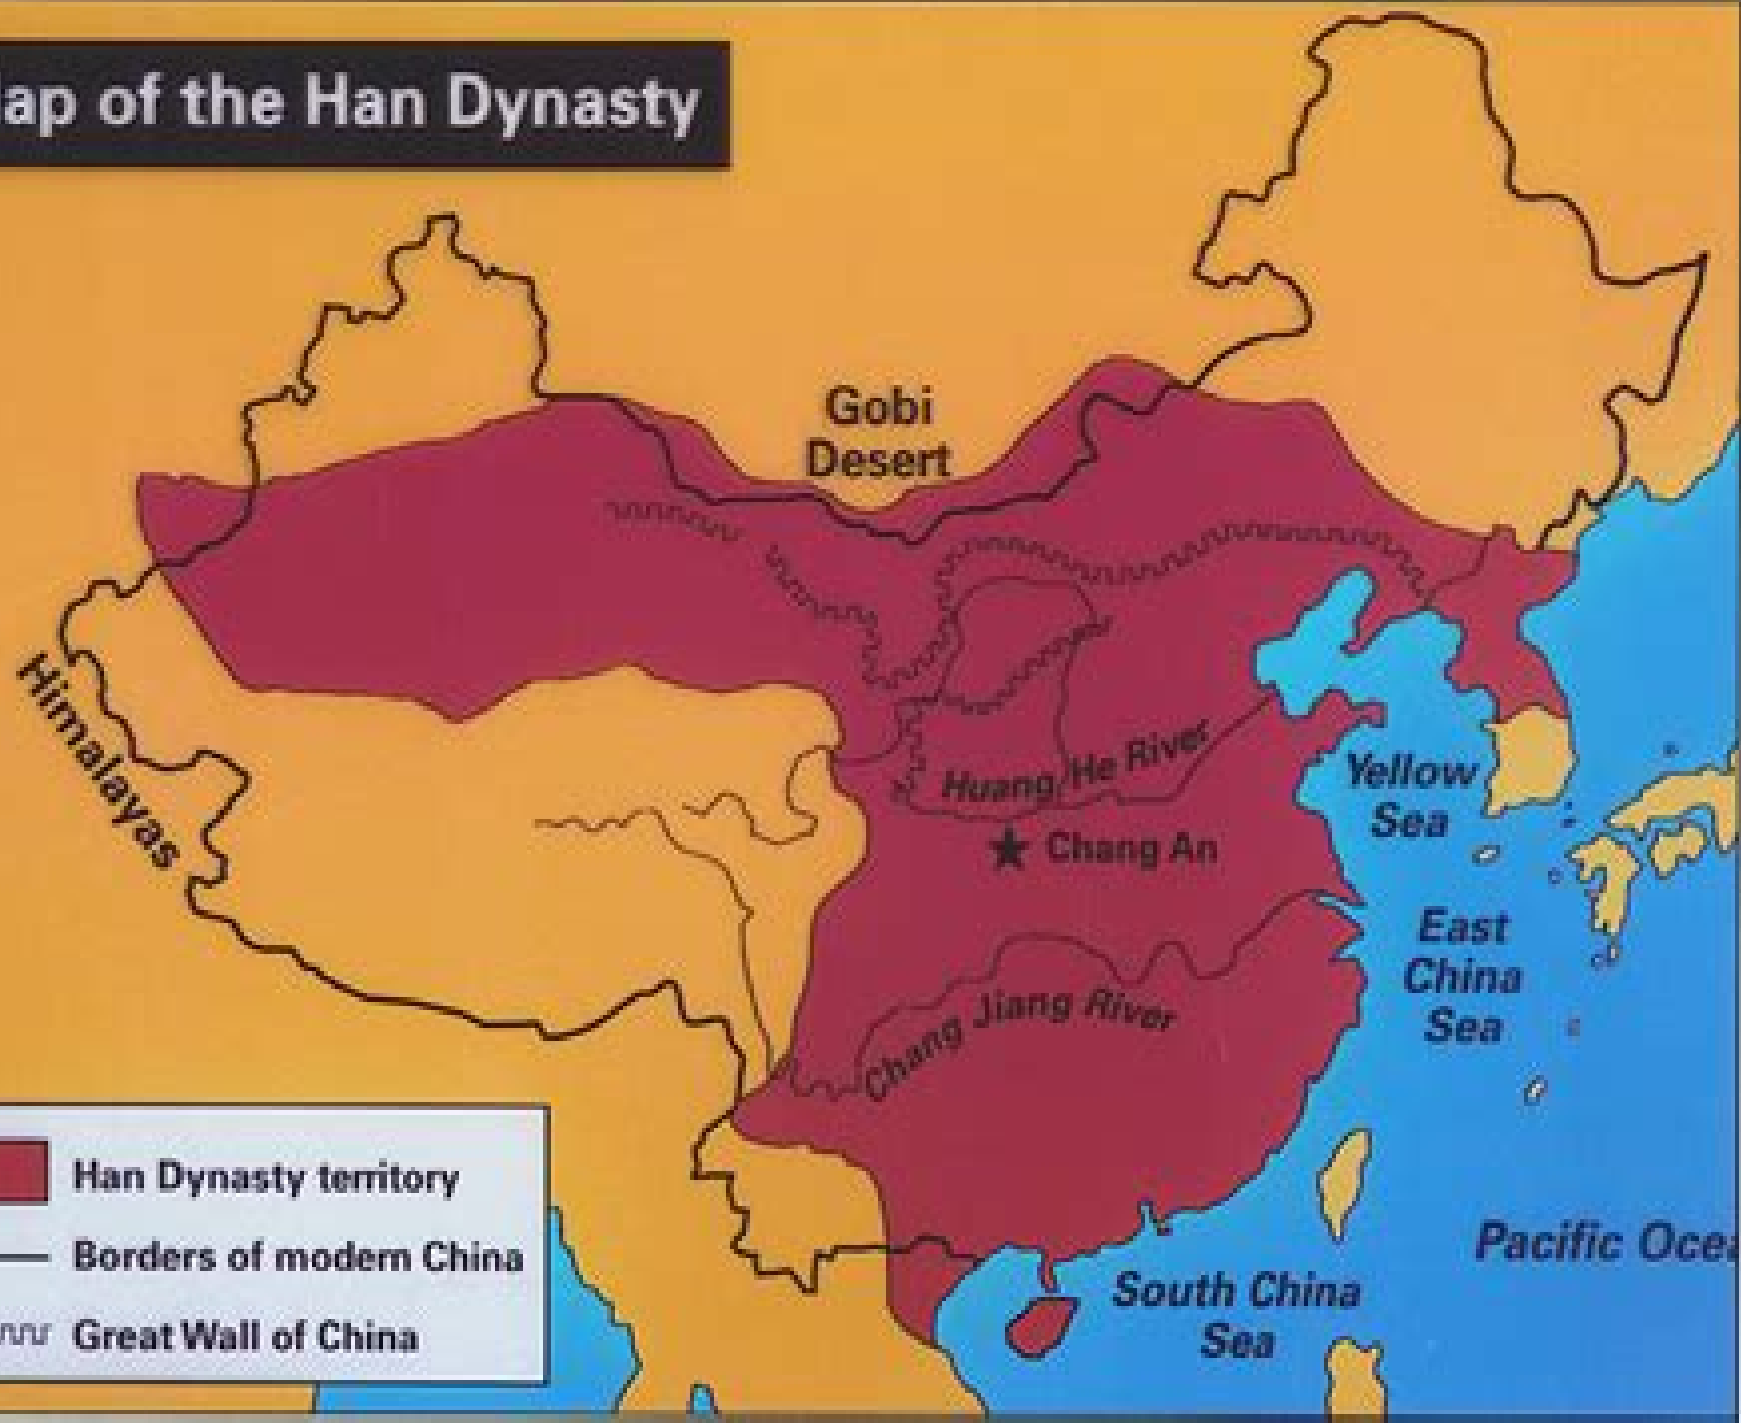 ap of the Han Dynasty
Gobi
Desert
Himalayas
Huang He River
Yellow
Sea
Chang An
East
China
Sea
Chang Jiang River
Han Dynasty territory
Borders of modern China
Great Wall of China
Pacific Ocea
South China
Sea